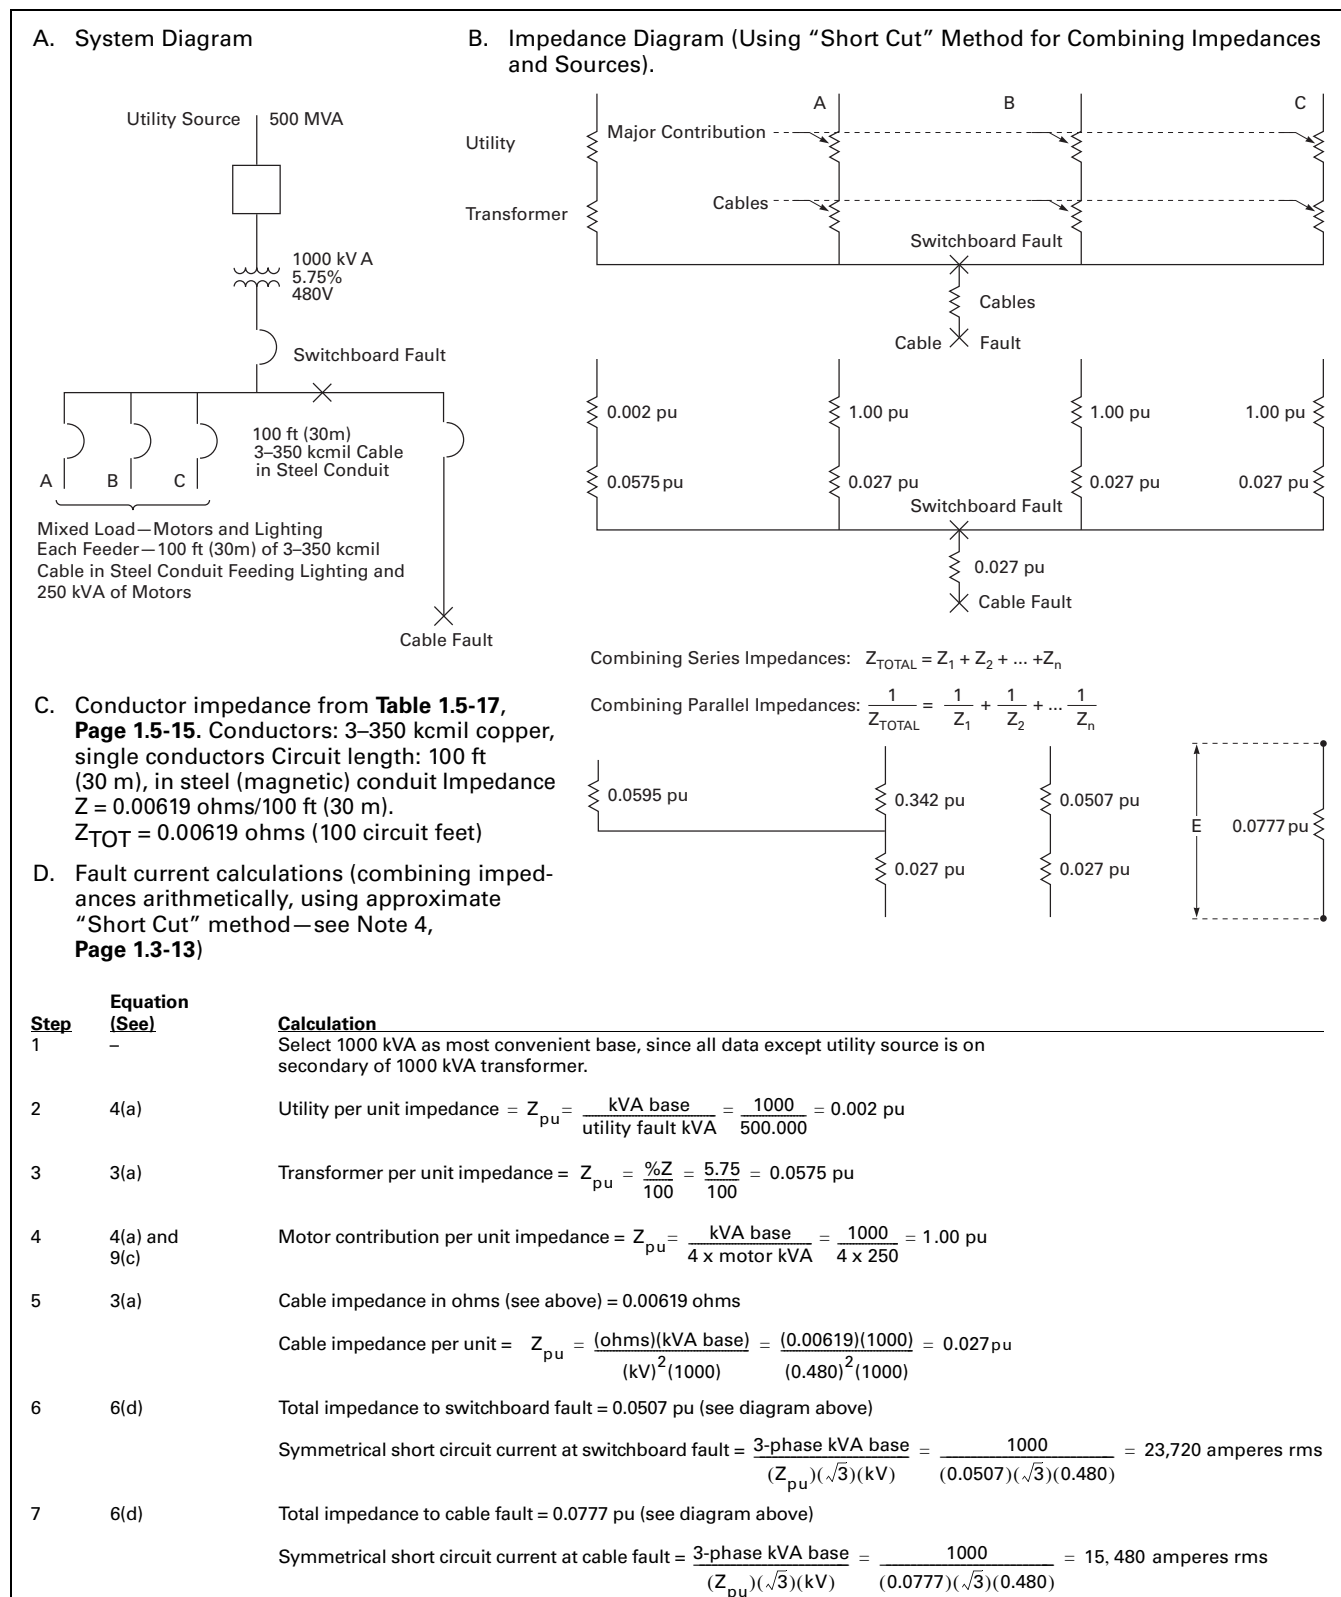 A. System Diagram
Utility Source
500 MVA
1000 kV A
5.75%
480V
Switchboard Fault
100 ft (30m)
3–350 kcmil Cable
in Steel Conduit
A B C
Mixed Load—Motors and Lighting
Each Feeder—100 ft (30m) of 3–350 kcmil
Cable in Steel Conduit Feeding Lighting and
250 kVA of Motors
Cable Fault
B. Impedance Diagram (Using “Short Cut” Method for Combining Impedances
and Sources).
A B C
Utility
Major Contribution
Transformer
Cables
Switchboard Fault
Cables
Cable Fault
0.002 pu 1.00 pu 1.00 pu 1.00 pu
0.0575 pu 0.027 pu 0.027 pu 0.027 pu
Switchboard Fault
0.027 pu
Cable Fault
Combining Series Impedances: Z_TOTAL = Z_1 + Z_2 + ... +Z_n
Combining Parallel Impedances: 1/Z_TOTAL = 1/Z_1 + 1/Z_2 + ... 1/Z_n
0.0595 pu 0.342 pu 0.0507 pu E 0.0777 pu
0.027 pu 0.027 pu
C. Conductor impedance from Table 1.5-17,
Page 1.5-15. Conductors: 3–350 kcmil copper,
single conductors Circuit length: 100 ft
(30 m), in steel (magnetic) conduit Impedance
Z = 0.00619 ohms/100 ft (30 m).
Z_TOT = 0.00619 ohms (100 circuit feet)
D. Fault current calculations (combining imped-
ances arithmetically, using approximate
“Short Cut” method—see Note 4,
Page 1.3-13)
Step Equation (See) Calculation
1 – Select 1000 kVA as most convenient base, since all data except utility source is on
secondary of 1000 kVA transformer.
2 4(a) Utility per unit impedance = Z_pu = kVA base/utility fault kVA = 1000/500.000 = 0.002 pu
3 3(a) Transformer per unit impedance = Z_pu = %Z/100 = 5.75/100 = 0.0575 pu
4 4(a) and 9(c) Motor contribution per unit impedance = Z_pu = kVA base/4 x motor kVA = 1000/4 x 250 = 1.00 pu
5 3(a) Cable impedance in ohms (see above) = 0.00619 ohms
Cable impedance per unit = Z_pu = (ohms)(kVA base)/(kV)²(1000) = (0.00619)(1000)/(0.480)²(1000) = 0.027 pu
6 6(d) Total impedance to switchboard fault = 0.0507 pu (see diagram above)
Symmetrical short circuit current at switchboard fault = 3-phase kVA base/(Z_pu)(√3)(kV) = 1000/(0.0507)(√3)(0.480) = 23,720 amperes rms
7 6(d) Total impedance to cable fault = 0.0777 pu (see diagram above)
Symmetrical short circuit current at cable fault = 3-phase kVA base/(Z_pu)(√3)(kV) = 1000/(0.0777)(√3)(0.480) = 15, 480 amperes rms